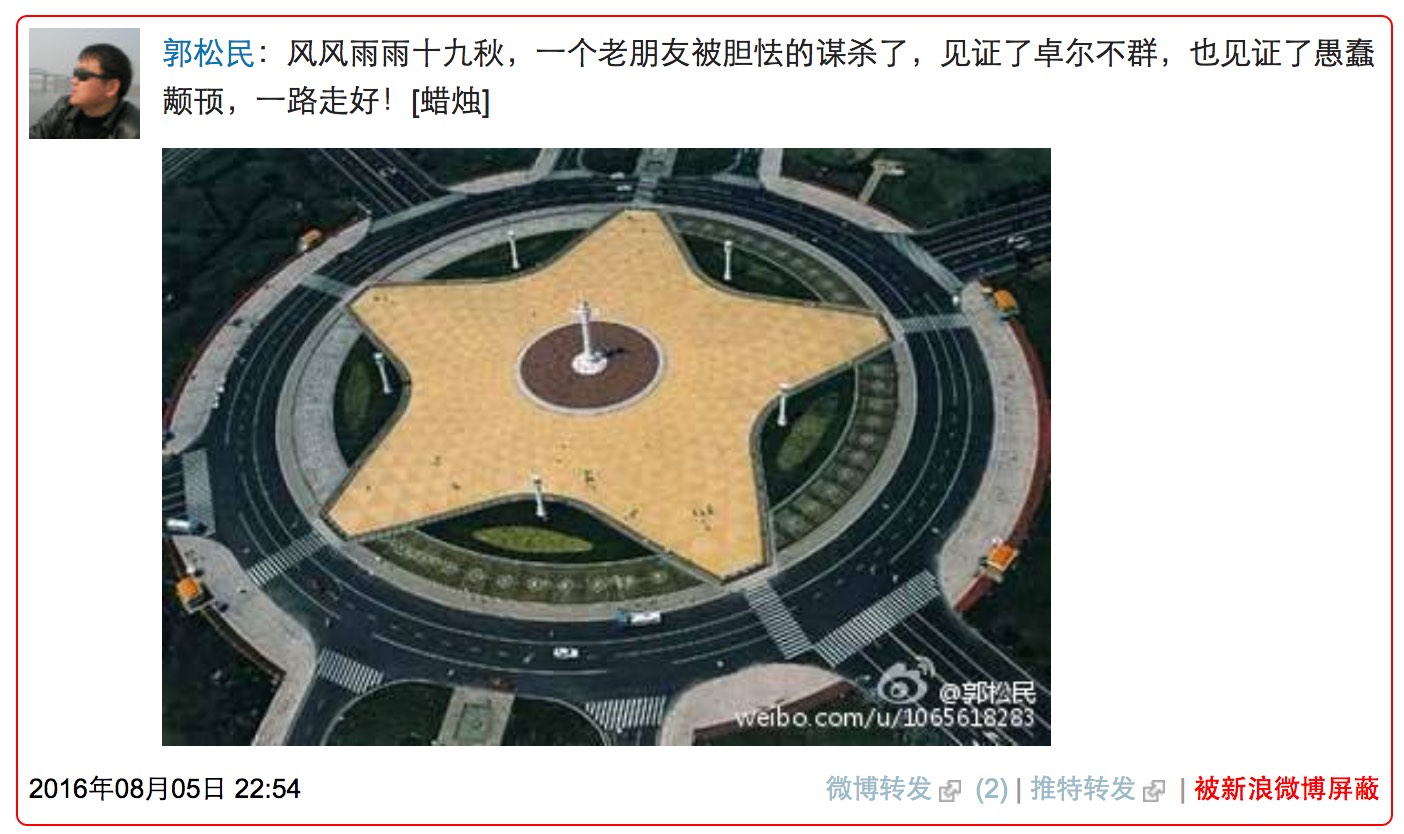 郭松民：风风雨雨十九秋，一个老朋友被胆怯的谋杀了，见证了卓尔不群，也见证了愚蠢
颟顸，一路走好！[蜡烛]
@郭松民
weibo.com/u/1065618283
2016年08月05日 22:54 微博转发 (2) | 推特转发 | 被新浪微博屏蔽